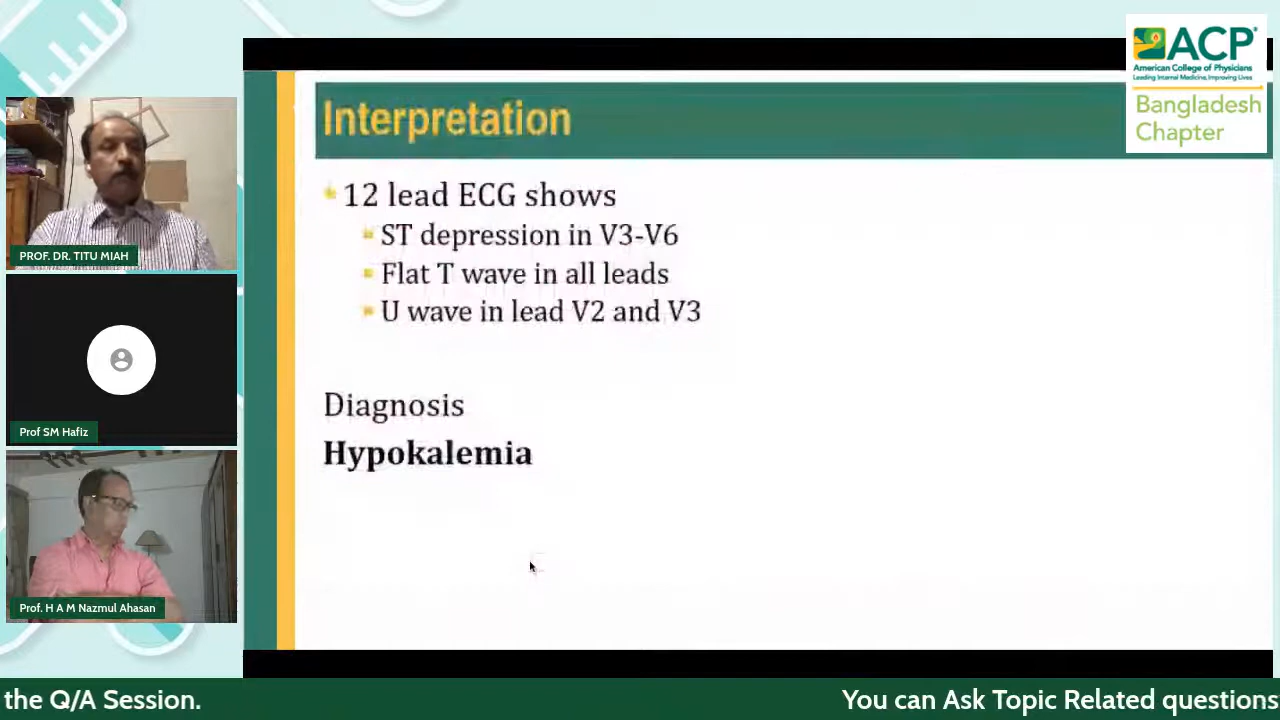 ACP
American College of Physicians
Leading Internal Medicine, Improving Lives
Bangladesh
Chapter
Interpretation
12 lead ECG shows
ST depression in V3-V6
Flat T wave in all leads
U wave in lead V2 and V3
Diagnosis
Hypokalemia
PROF. DR. TITU MIAH
Prof SM Hafiz
Prof. H A M Nazmul Ahasan
the Q/A Session.
You can Ask Topic Related questions